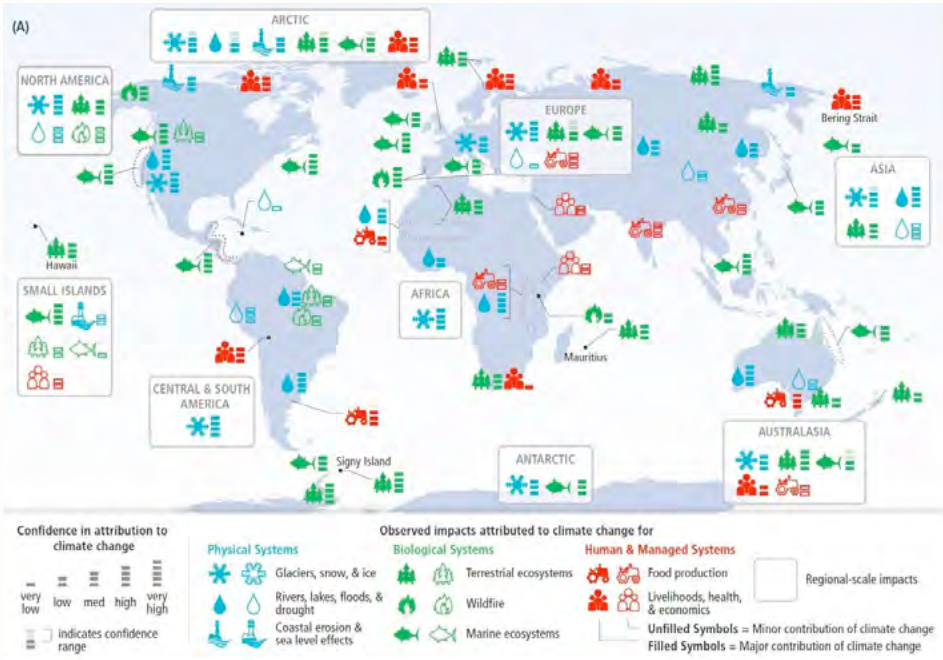 (A)
ARCTIC
NORTH AMERICA
EUROPE
Bering Strait
ASIA
Hawaii
SMALL ISLANDS
AFRICA
Mauritius
CENTRAL & SOUTH
AMERICA
AUSTRALASIA
Signy Island
ANTARCTIC
Confidence in attribution to
climate change
very
low
low
med
high
very
high
indicates confidence
range
Observed impacts attributed to climate change for
Physical Systems
Glaciers, snow, & ice
Rivers, lakes, floods, &
drought
Coastal erosion &
sea level effects
Biological Systems
Terrestrial ecosystems
Wildfire
Marine ecosystems
Human & Managed Systems
Food production
Livelihoods, health,
& economics
Regional-scale impacts
Unfilled Symbols = Minor contribution of climate change
Filled Symbols = Major contribution of climate change